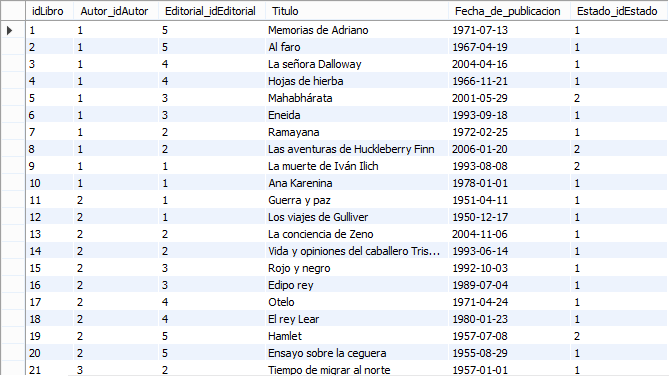 idLibro Autor_idAutor Editorial_idEditorial Titulo Fecha_de_publicacion Estado_idEstado
1 1 5 Memorias de Adriano 1971-07-13 1
2 1 5 Al faro 1967-04-19 1
3 1 4 La señora Dalloway 2004-04-16 1
4 1 4 Hojas de hierba 1966-11-21 1
5 1 3 Mahabhárata 2001-05-29 2
6 1 3 Eneida 1993-09-18 1
7 1 2 Ramayana 1972-02-25 1
8 1 2 Las aventuras de Huckleberry Finn 2006-01-20 2
9 1 1 La muerte de Iván Ilich 1993-08-08 2
10 1 1 Ana Karenina 1978-01-01 1
11 2 1 Guerra y paz 1951-04-11 1
12 2 1 Los viajes de Gulliver 1950-12-17 1
13 2 2 La conciencia de Zeno 2004-11-06 1
14 2 2 Vida y opiniones del caballero Tris... 1993-06-14 1
15 2 3 Rojo y negro 1992-10-03 1
16 2 3 Edipo rey 1989-07-04 1
17 2 4 Otelo 1971-04-24 1
18 2 4 El rey Lear 1980-01-23 1
19 2 5 Hamlet 1957-07-08 2
20 2 5 Ensayo sobre la ceguera 1955-08-29 1
21 3 2 Tiempo de migrar al norte 1957-01-01 1